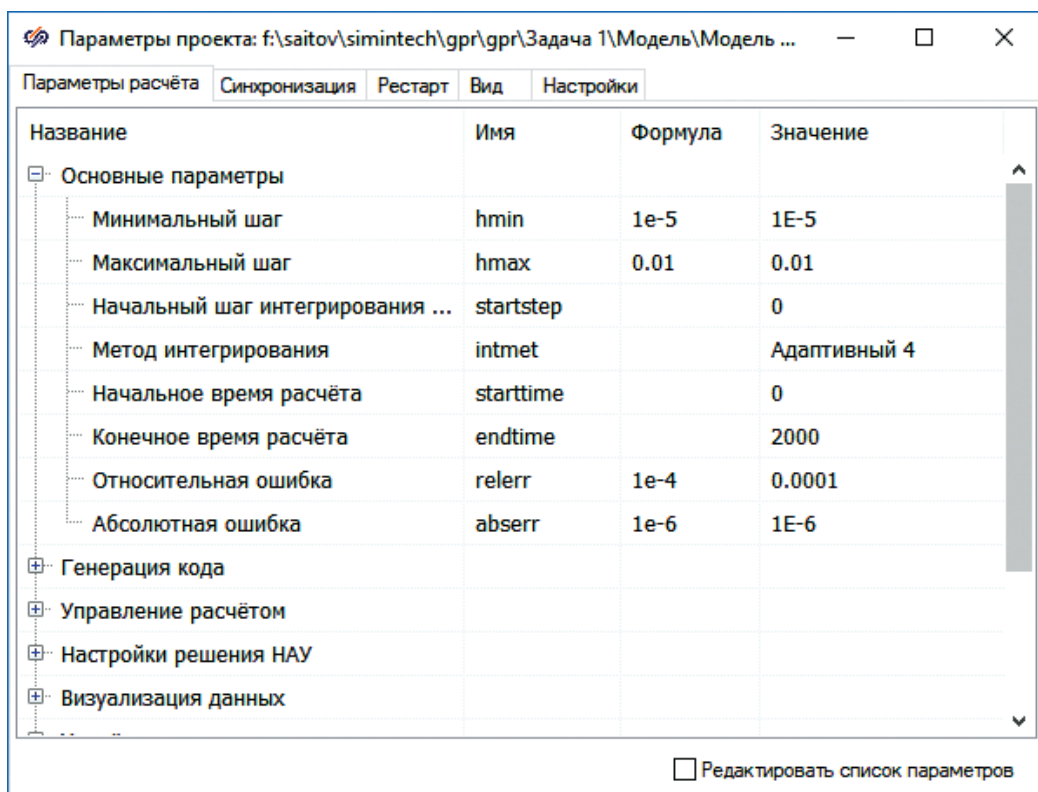 Параметры проекта: f:\saitov\simintech\gpr\gpr\Задача 1\Модель\Модель ...
Параметры расчёта Синхронизация Рестарт Вид Настройки
Название Имя Формула Значение
Основные параметры
Минимальный шаг hmin 1e-5 1E-5
Максимальный шаг hmax 0.01 0.01
Начальный шаг интегрирования ... startstep 0
Метод интегрирования intmet Адаптивный 4
Начальное время расчёта starttime 0
Конечное время расчёта endtime 2000
Относительная ошибка relerr 1e-4 0.0001
Абсолютная ошибка abserr 1e-6 1E-6
Генерация кода
Управление расчётом
Настройки решения НАУ
Визуализация данных
Редактировать список параметров